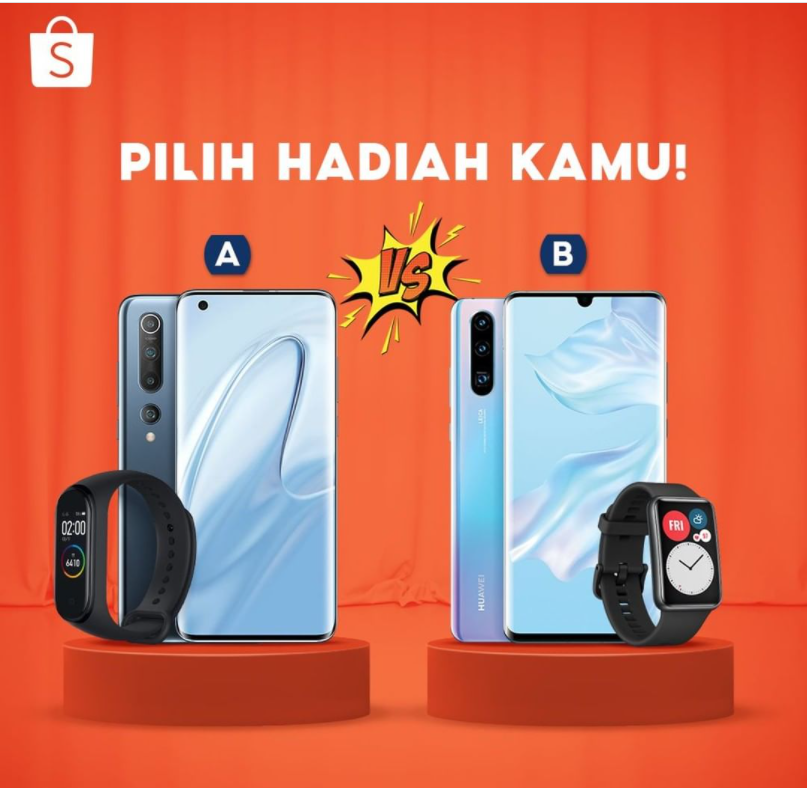 S
PILIH HADIAH KAMU!
A
VS
B
HUAWEI
LEICA
02:00
6410
FRI